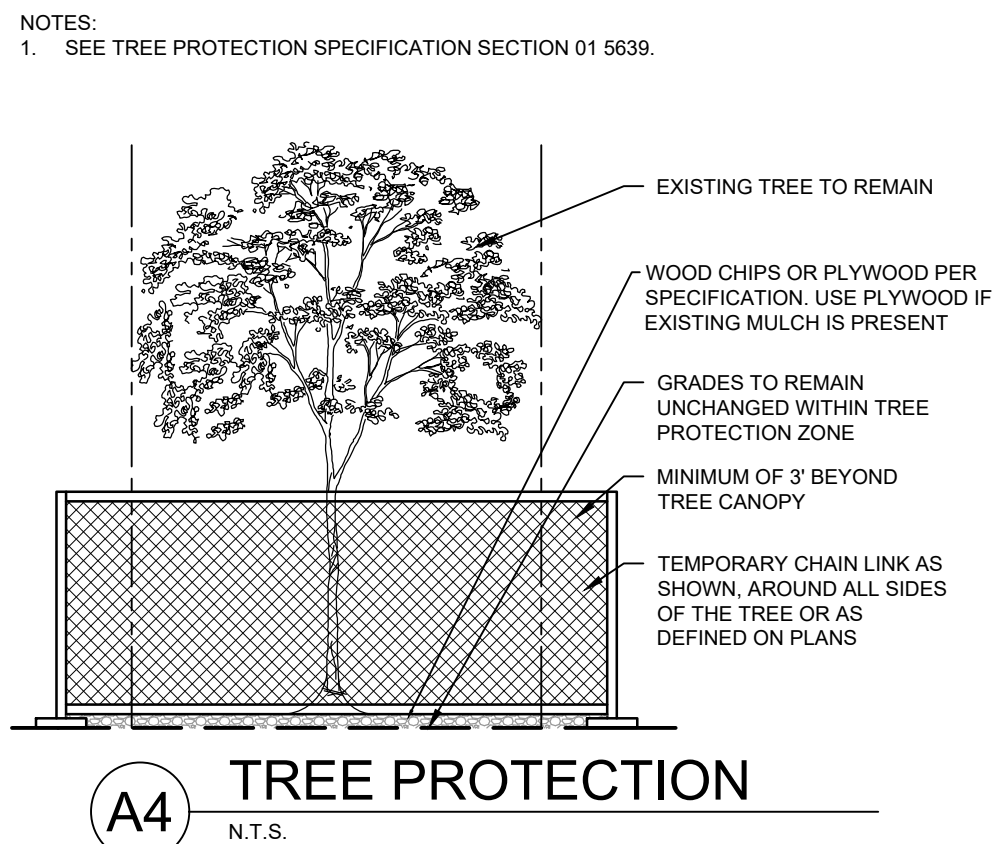 NOTES:
1. SEE TREE PROTECTION SPECIFICATION SECTION 01 5639.
EXISTING TREE TO REMAIN
WOOD CHIPS OR PLYWOOD PER
SPECIFICATION. USE PLYWOOD IF
EXISTING MULCH IS PRESENT
GRADES TO REMAIN
UNCHANGED WITHIN TREE
PROTECTION ZONE
MINIMUM OF 3' BEYOND
TREE CANOPY
TEMPORARY CHAIN LINK AS
SHOWN, AROUND ALL SIDES
OF THE TREE OR AS
DEFINED ON PLANS
A4
TREE PROTECTION
N.T.S.